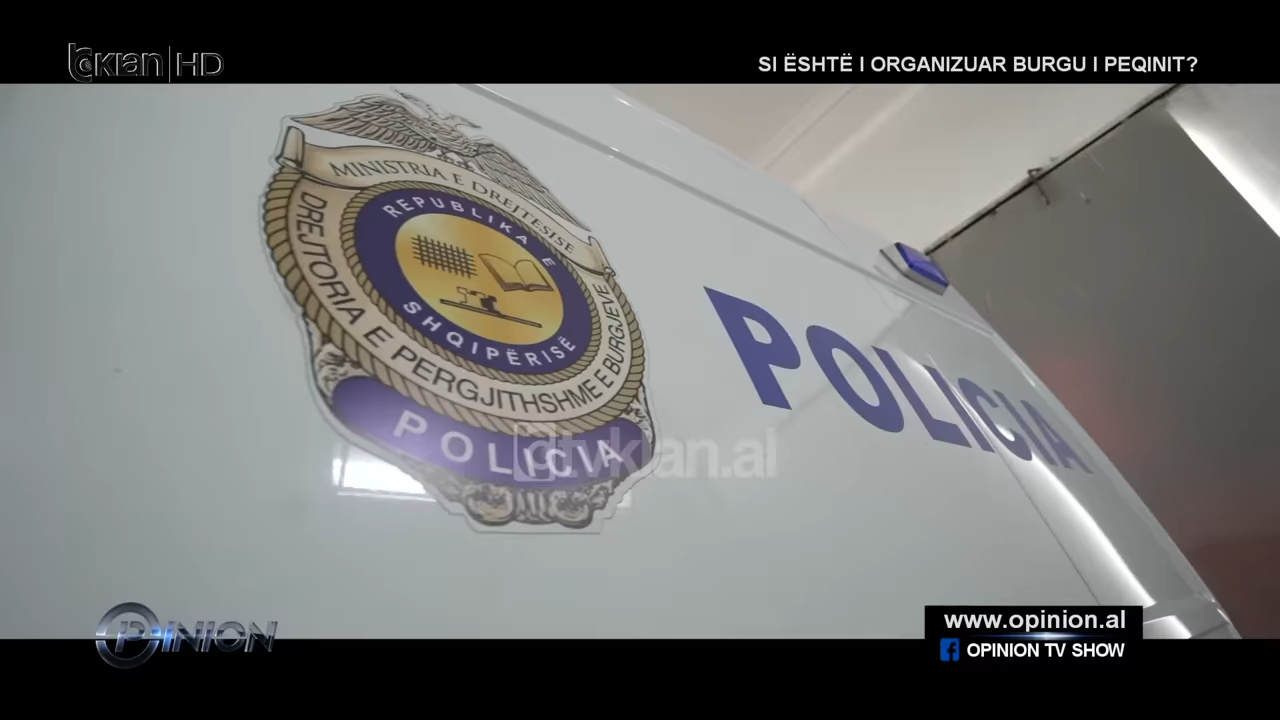 tvklan HD
SI ËSHTË I ORGANIZUAR BURGU I PEQINIT?
MINISTRIA E DREJTESISE
REPUBLIKA E
SHQIPËRISË
DREJTORIA E PERGJITHSHME E BURGJEVE
POLICIA
POLICIA
tvklan.al
OPINION
www.opinion.al
OPINION TV SHOW